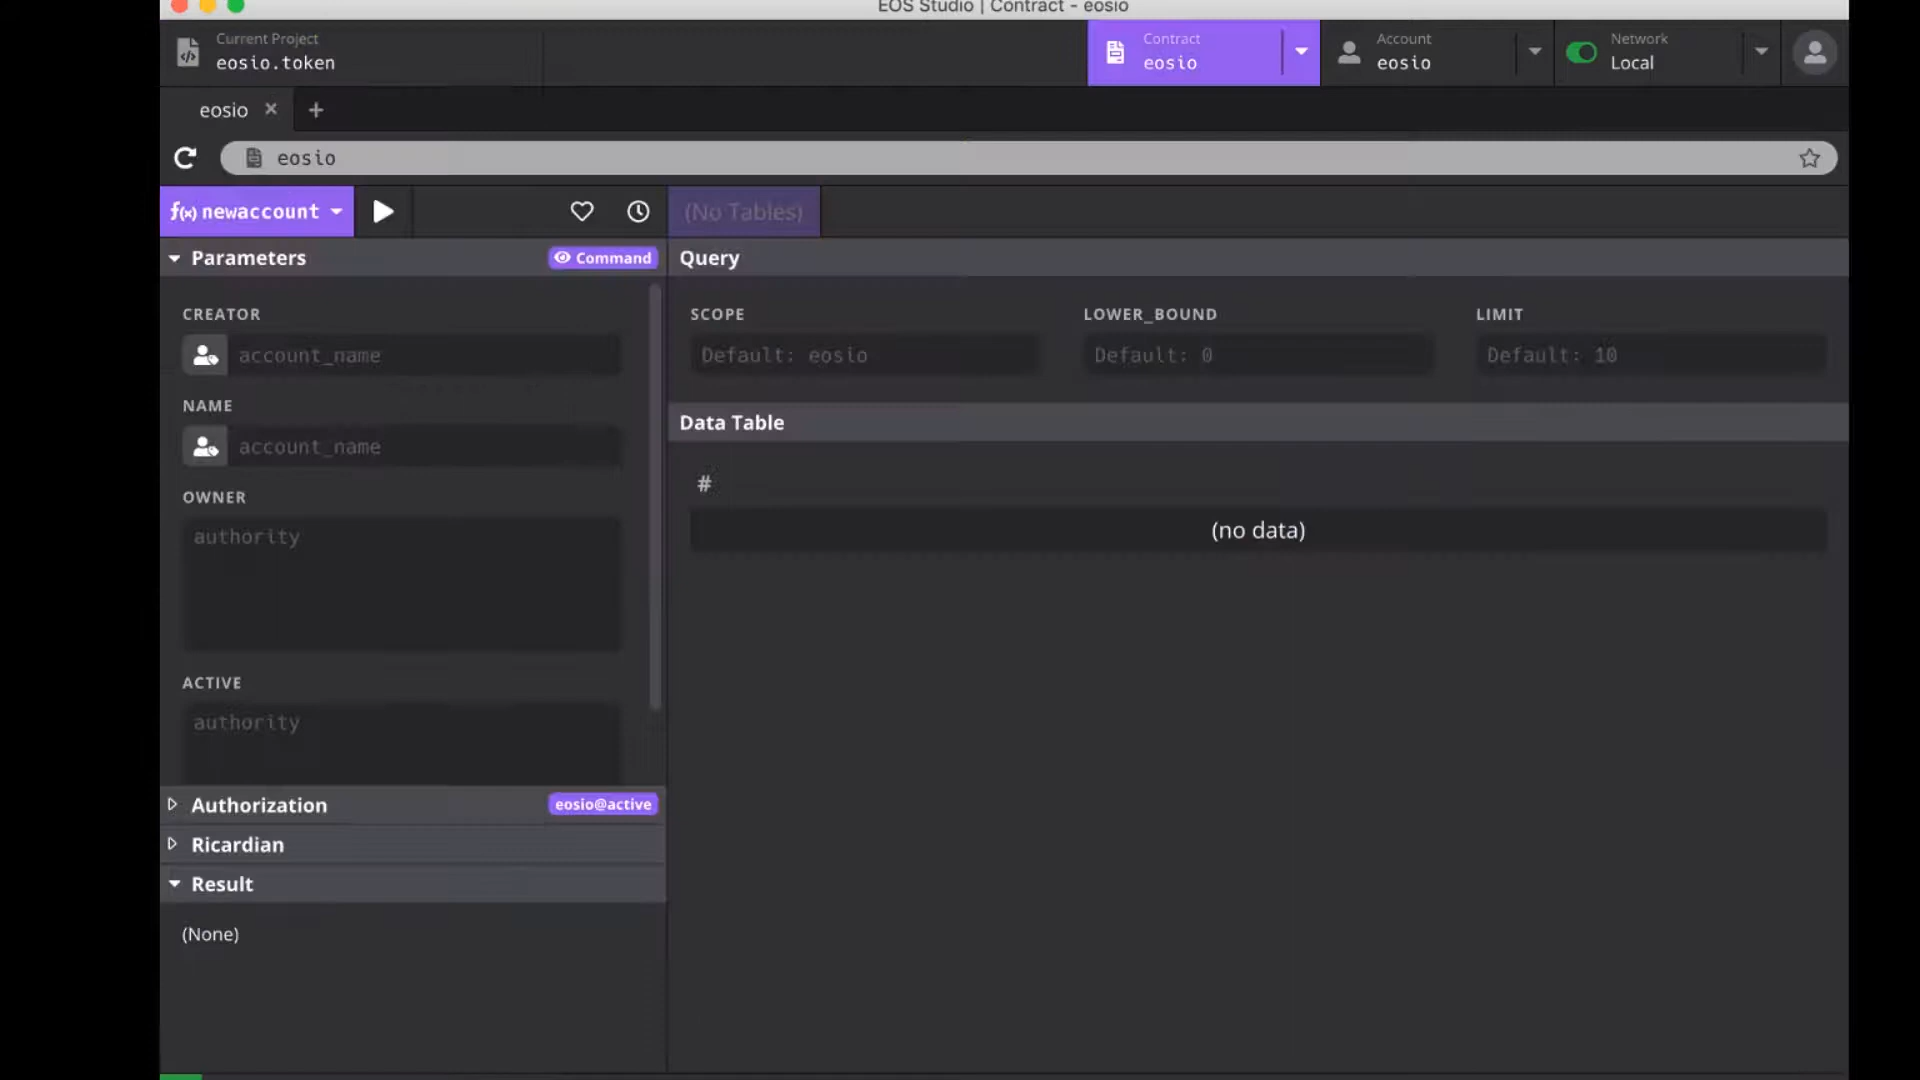 EOS Studio | Contract - eosio
Current Project
eosio.token
Contract
eosio
Account
eosio
Network
Local
eosio
eosio
f(x) newaccount
(No Tables)
Parameters
Command
Query
CREATOR
account_name
SCOPE
Default: eosio
LOWER_BOUND
Default: 0
LIMIT
Default: 10
NAME
account_name
Data Table
#
(no data)
OWNER
authority
ACTIVE
authority
Authorization
eosio@active
Ricardian
Result
(None)